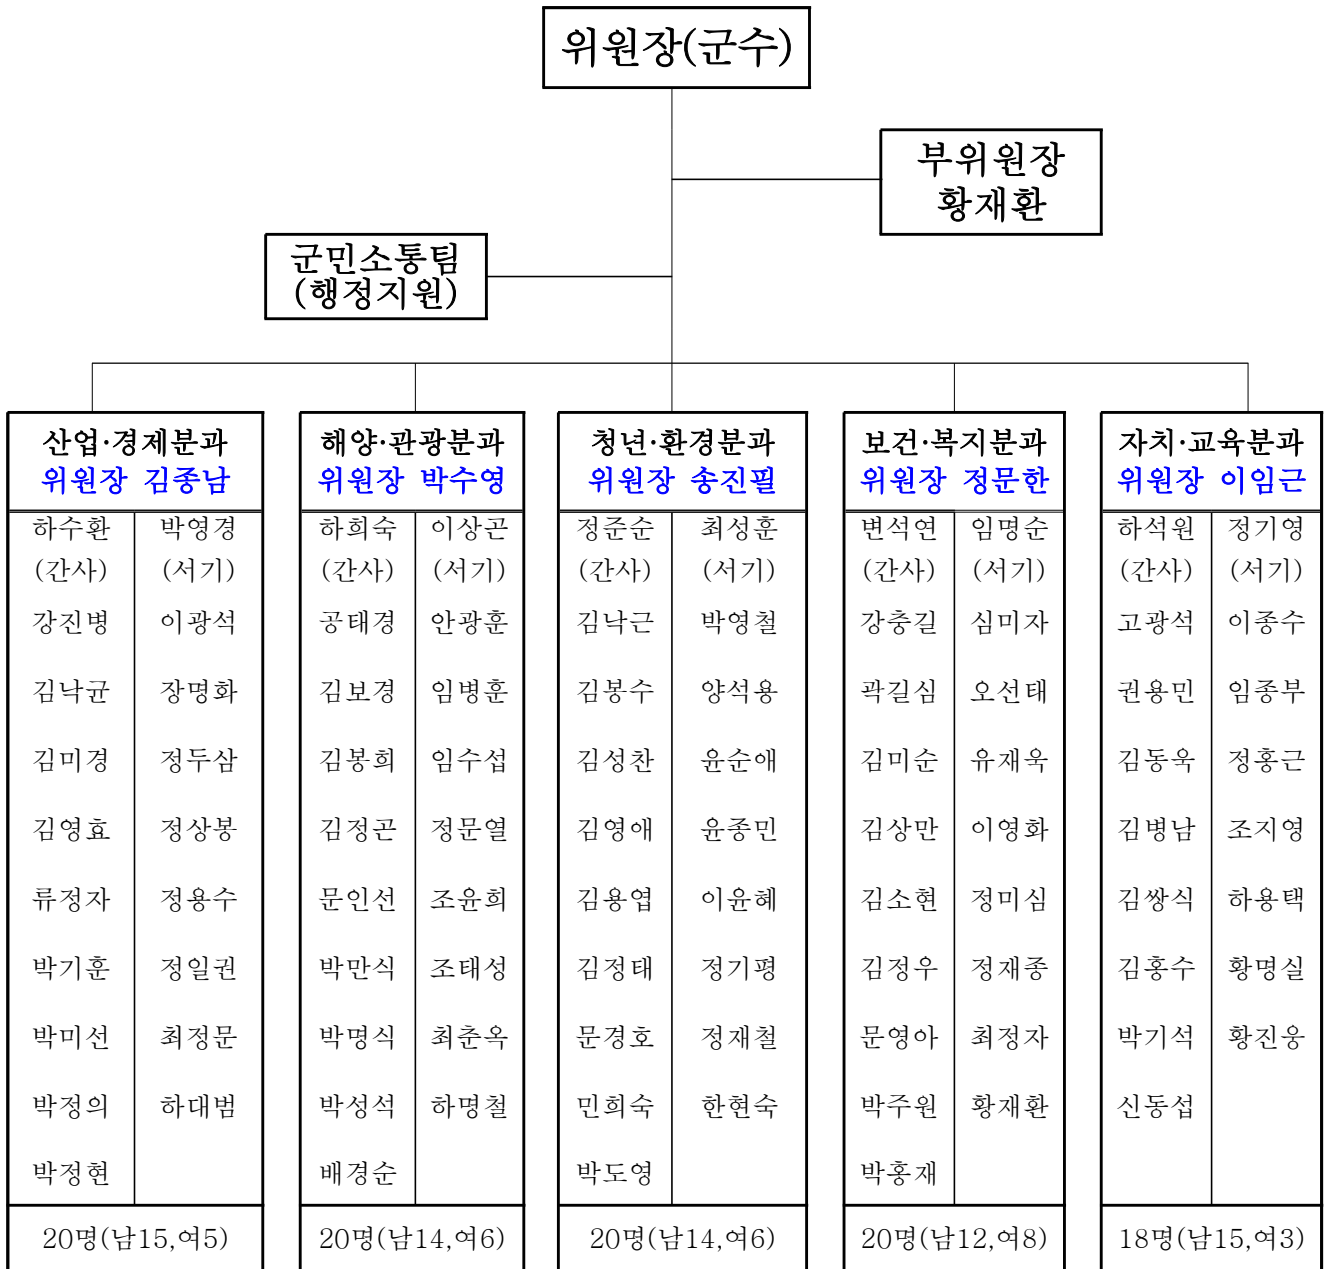 위원장(군수)
부위원장
황재환
군민소통팀
(행정지원)
산업·경제분과
위원장 김종남
하수환 박영경
(간사) (서기)
강진병 이광석
김낙균 장명화
김미경 정두삼
김영효 정상봉
류정자 정용수
박기훈 정일권
박미선 최정문
박정의 하대범
박정현
20명(남15,여5)
해양·관광분과
위원장 박수영
하희숙 이상곤
(간사) (서기)
공태경 안광훈
김보경 임병훈
김봉희 임수섭
김정곤 정문열
문인선 조윤희
박만식 조태성
박명식 최춘옥
박성석 하명철
배경순
20명(남14,여6)
청년·환경분과
위원장 송진필
정준순 최성훈
(간사) (서기)
김낙근 박영철
김봉수 양석용
김성찬 윤순애
김영애 윤종민
김용엽 이윤혜
김정태 정기평
문경호 정재철
민희숙 한현숙
박도영
20명(남14,여6)
보건·복지분과
위원장 정문한
변석연 임명순
(간사) (서기)
강충길 심미자
곽길심 오선태
김미순 유재욱
김상만 이영화
김소현 정미심
김정우 정재종
문영아 최정자
박주원 황재환
박홍재
20명(남12,여8)
자치·교육분과
위원장 이임근
하석원 정기영
(간사) (서기)
고광석 이종수
권용민 임종부
김동욱 정홍근
김병남 조지영
김쌍식 하용택
김홍수 황명실
박기석 황진웅
신동섭
18명(남15,여3)